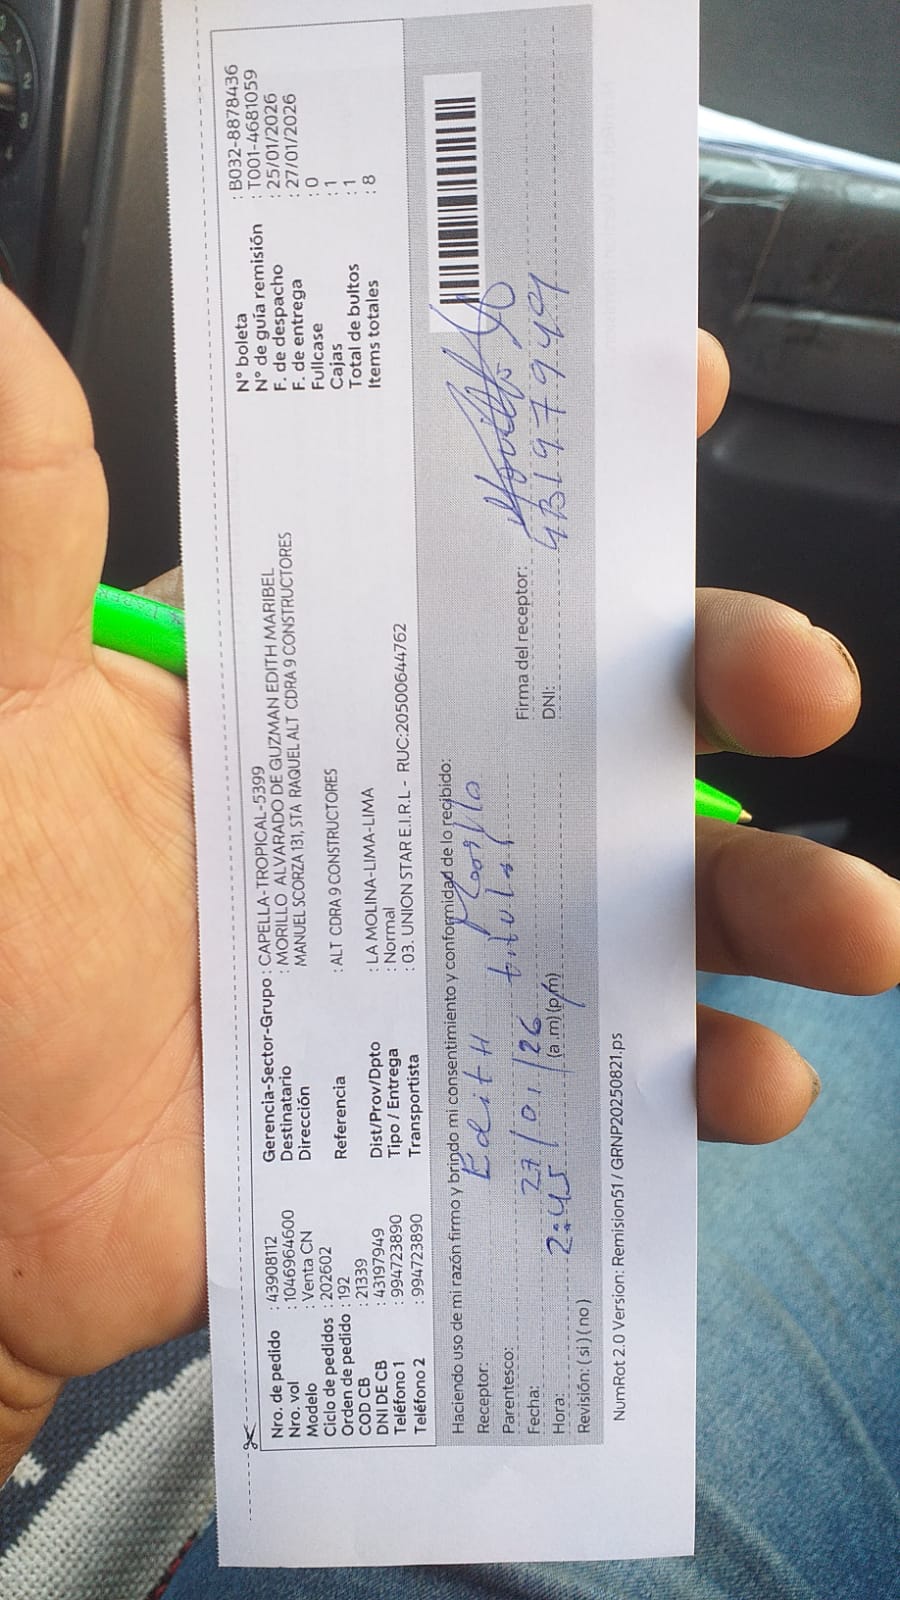 Nro. de pedido : 43908112
Nro. vol : 1046964600
Modelo : Venta CN
Ciclo de pedidos : 202602
Orden de pedido : 192
COD CB : 21339
DNI DE CB : 43197949
Teléfono 1 : 994723890
Teléfono 2 : 994723890
Gerencia-Sector-Grupo : CAPELLA-TROPICAL-5399
Destinatario : MORILLO ALVARADO DE GUZMAN EDITH MARIBEL
Dirección MANUEL SCORZA 131, STA RAQUEL ALT CDRA 9 CONSTRUCTORES
Referencia : ALT CDRA 9 CONSTRUCTORES
Dist/Prov/Dpto : LA MOLINA-LIMA-LIMA
Tipo / Entrega : Normal
Transportista : 03. UNION STAR E.I.R.L - RUC:20500644762
N° boleta : B032-8878436
N° de guía remisión : T001-4681059
F. de despacho : 25/01/2026
F. de entrega : 27/01/2026
Fullcase : 0
Cajas : 1
Total de bultos : 1
Items totales : 8
Haciendo uso de mi razón firmo y brindo mi consentimiento y conformidad de lo recibido:
Receptor: Edith Morillo
Parentesco: titular
Fecha: 27/01/26
Hora: 2:45 (a.m) (p.m)
Revisión: ( si ) ( no )
Firma del receptor:
DNI: 43197949
NumRot 2.0 Version: Remision51 / GRNP20250821.ps